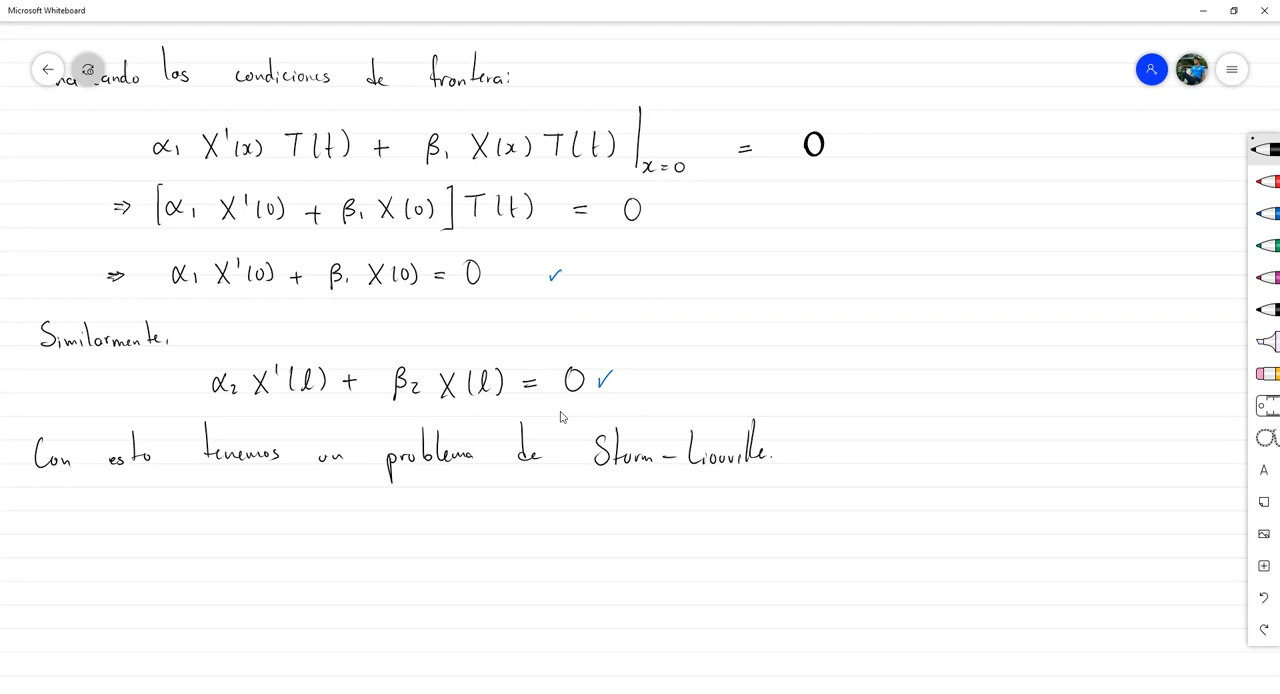 Microsoft Whiteboard
los condiciones de frontera:
α₁ X'(x) T(t) + β₁ X(x) T(t) |ₓ₌₀ = 0
⇒ [α₁ X'(0) + β₁ X(0)] T(t) = 0
⇒ α₁ X'(0) + β₁ X(0) = 0 ✓
Similarmente,
α₂ X'(l) + β₂ X(l) = 0 ✓
Con esto tenemos un problema de Sturm-Liouville.
A